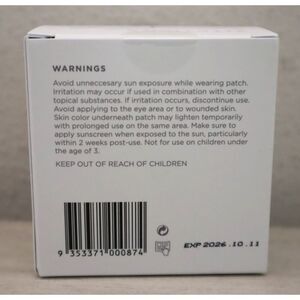 WARNINGS
Avoid unneccesary sun exposure while wearing patch.
Irritation may occur if used in combination with other
topical substances. If irritation occurs, discontinue use.
Avoid applying to the eye area or to wounded skin.
Skin color underneath patch may lighten temporarily
with prolonged use on the same area. Make sure to
apply sunscreen when exposed to the sun, particularly
within 2 weeks post-use. Not for use on children under
the age of 3.
KEEP OUT OF REACH OF CHILDREN
9 353371 000874
EXP 2026.10.11